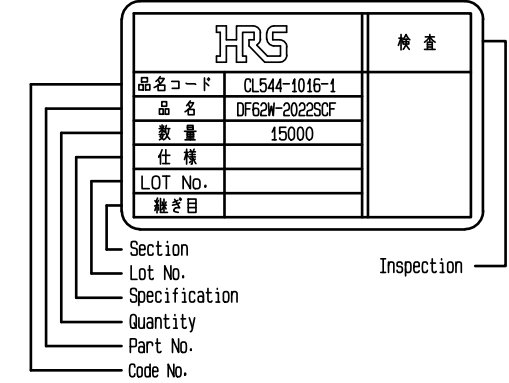 HRS
検 査
品名コード CL544-1016-1
品 名 DF62W-2022SCF
数 量 15000
仕 様
LOT No.
継ぎ目
Section
Lot No.
Inspection
Specification
Quantity
Part No.
Code No.